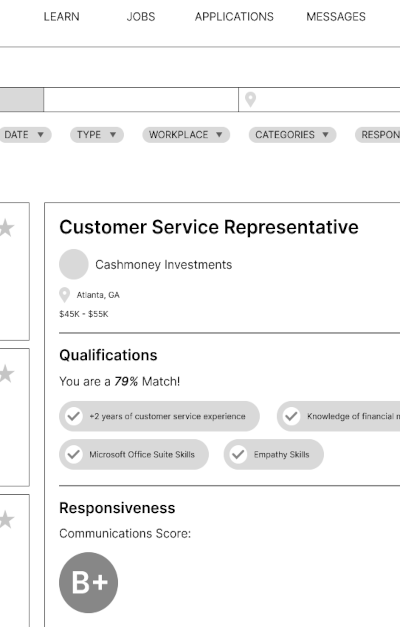 LEARN JOBS APPLICATIONS MESSAGES
DATE TYPE WORKPLACE CATEGORIES RESPON
Customer Service Representative
Cashmoney Investments
Atlanta, GA
$45K - $55K
Qualifications
You are a 79% Match!
+2 years of customer service experience Knowledge of financial
Microsoft Office Suite Skills Empathy Skills
Responsiveness
Communications Score:
B+